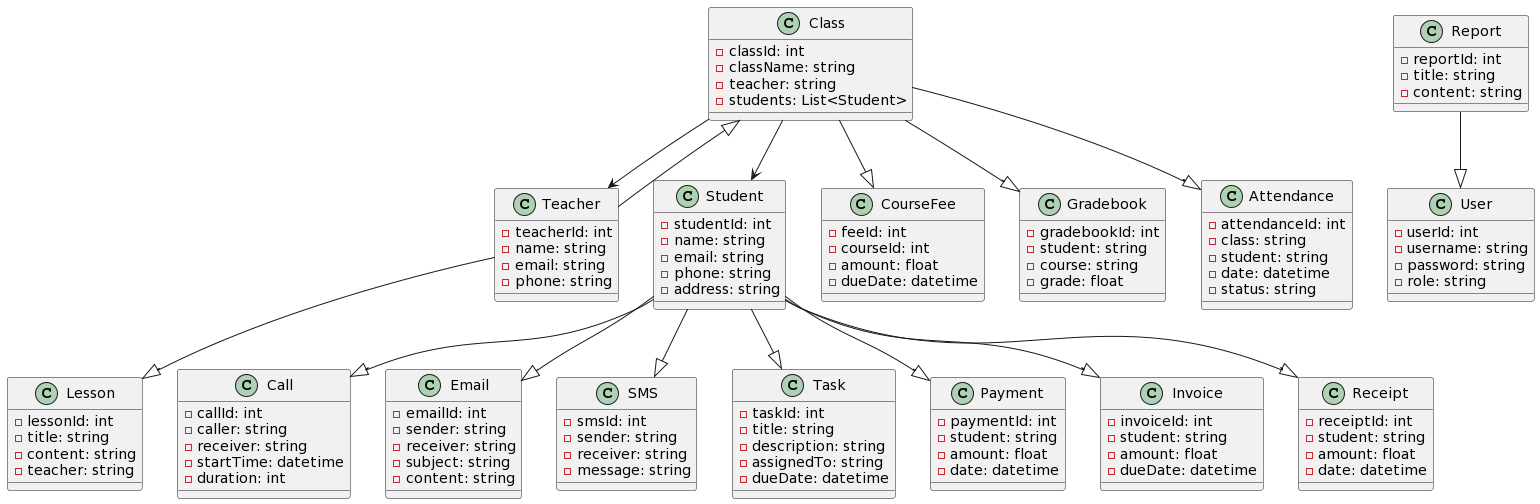 C Class
classId: int
className: string
teacher: string
students: List<Student>
C Report
reportId: int
title: string
content: string
C Teacher
teacherId: int
name: string
email: string
phone: string
C Student
studentId: int
name: string
email: string
phone: string
address: string
C CourseFee
feeId: int
courseId: int
amount: float
dueDate: datetime
C Gradebook
gradebookId: int
student: string
course: string
grade: float
C Attendance
attendanceId: int
class: string
student: string
date: datetime
status: string
C User
userId: int
username: string
password: string
role: string
C Lesson
lessonId: int
title: string
content: string
teacher: string
C Call
callId: int
caller: string
receiver: string
startTime: datetime
duration: int
C Email
emailId: int
sender: string
receiver: string
subject: string
content: string
C SMS
smsId: int
sender: string
receiver: string
message: string
C Task
taskId: int
title: string
description: string
assignedTo: string
dueDate: datetime
C Payment
paymentId: int
student: string
amount: float
date: datetime
C Invoice
invoiceId: int
student: string
amount: float
dueDate: datetime
C Receipt
receiptId: int
student: string
amount: float
date: datetime